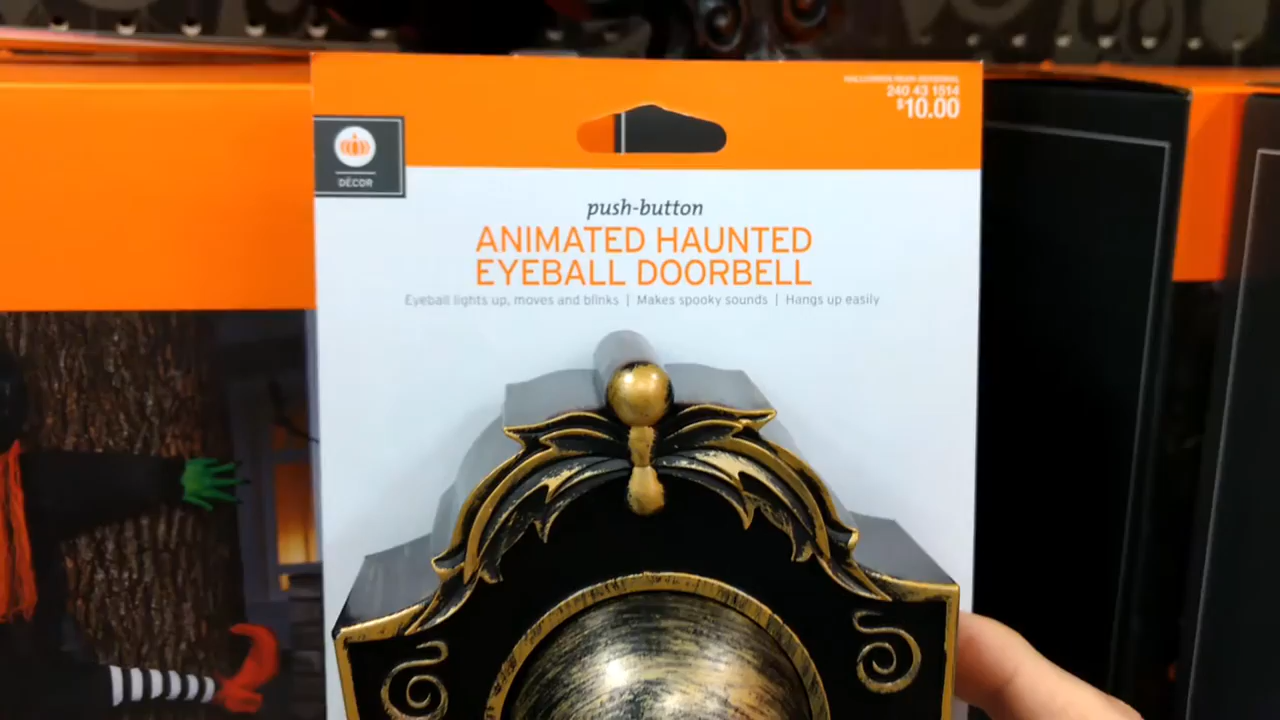 240 43 1514
$10.00
DÉCOR
push-button
ANIMATED HAUNTED
EYEBALL DOORBELL
Eyeball lights up, moves and blinks | Makes spooky sounds | Hangs up easily